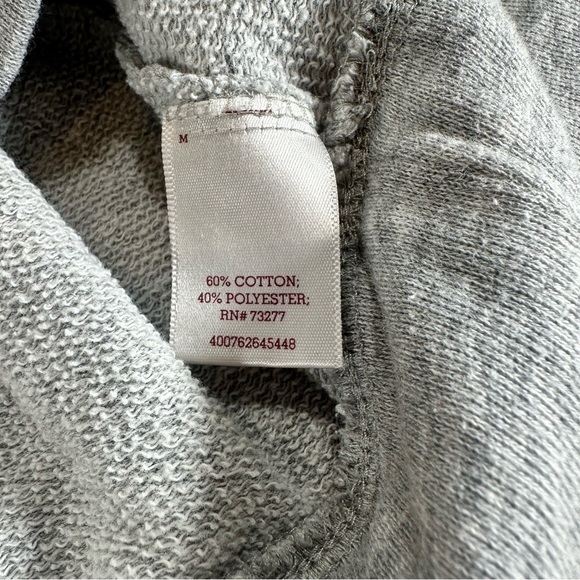 M
60% COTTON;
40% POLYESTER;
RN# 73277
400762645448